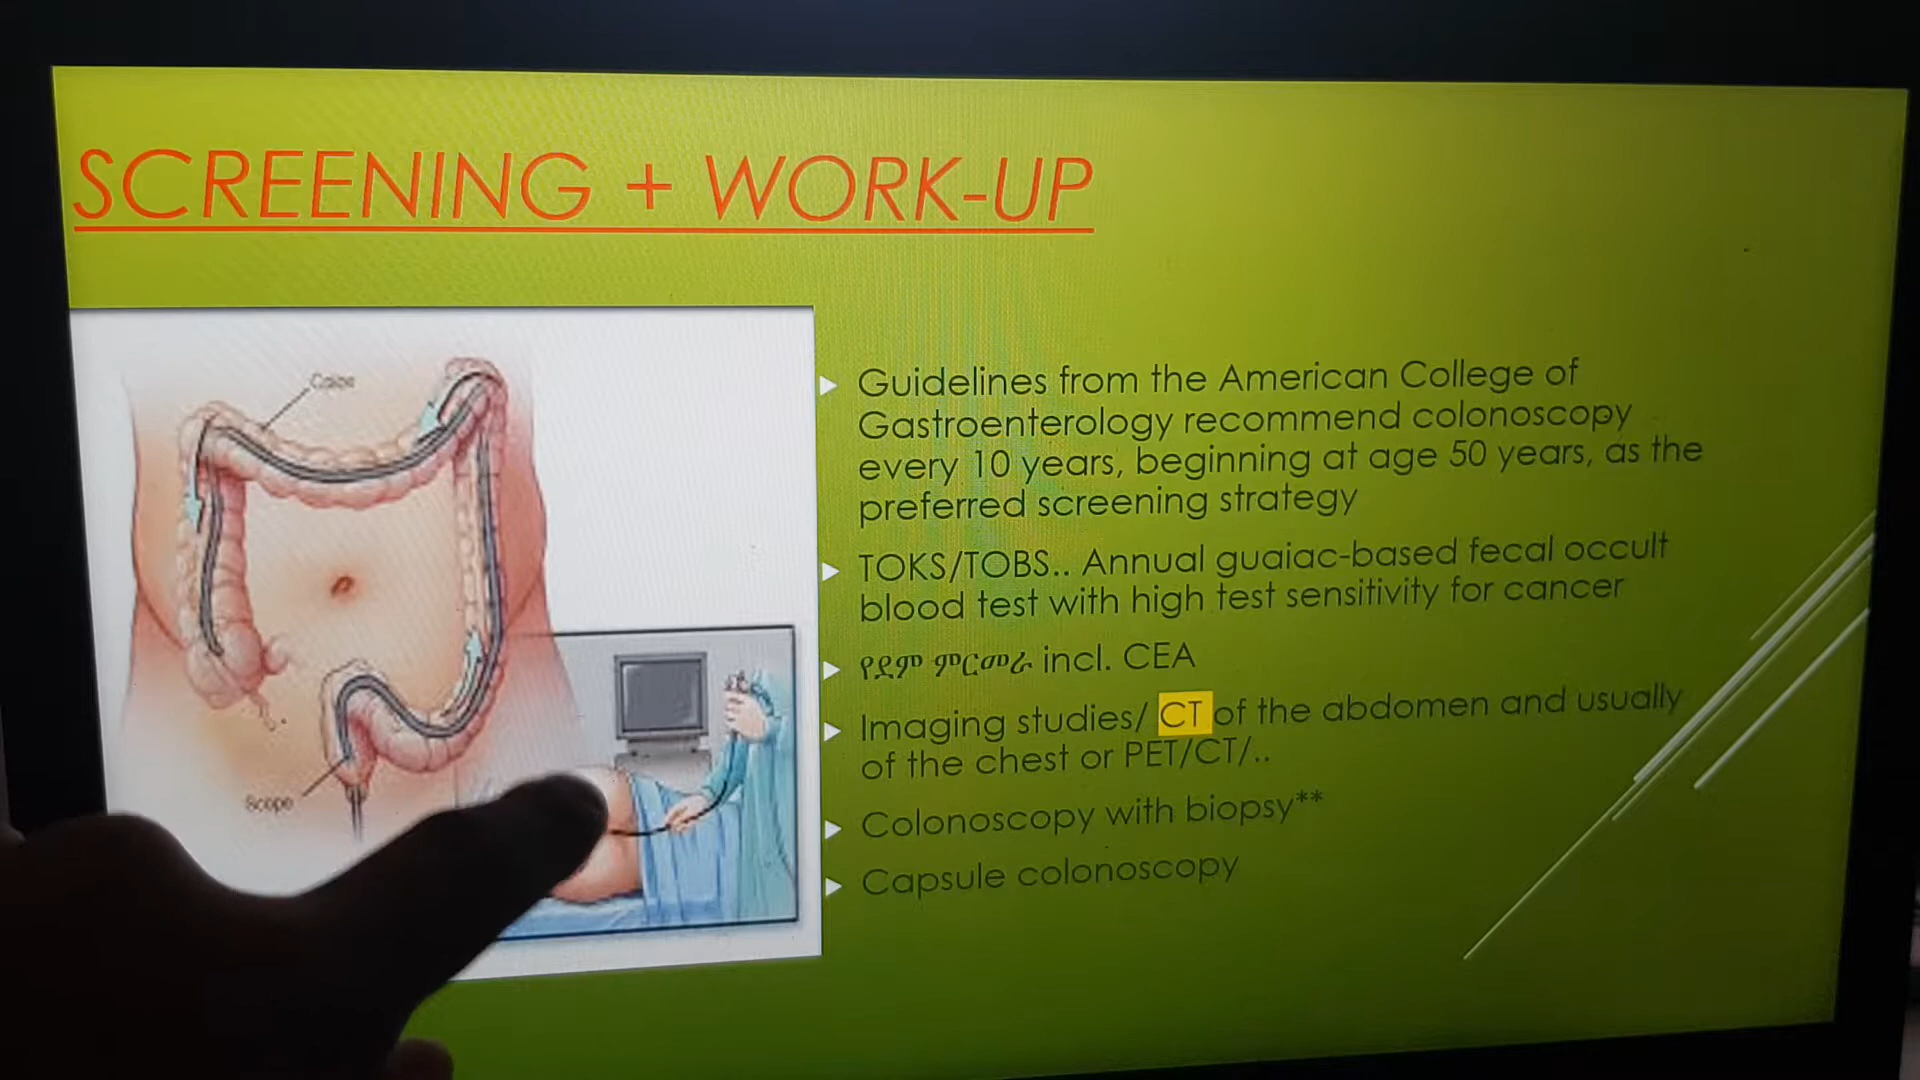 SCREENING + WORK-UP
Colon
Scope
Guidelines from the American College of
Gastroenterology recommend colonoscopy
every 10 years, beginning at age 50 years, as the
preferred screening strategy
TOKS/TOBS.. Annual guaiac-based fecal occult
blood test with high test sensitivity for cancer
የደም ምርመራ incl. CEA
Imaging studies/ CT of the abdomen and usually
of the chest or PET/CT/..
Colonoscopy with biopsy**
Capsule colonoscopy